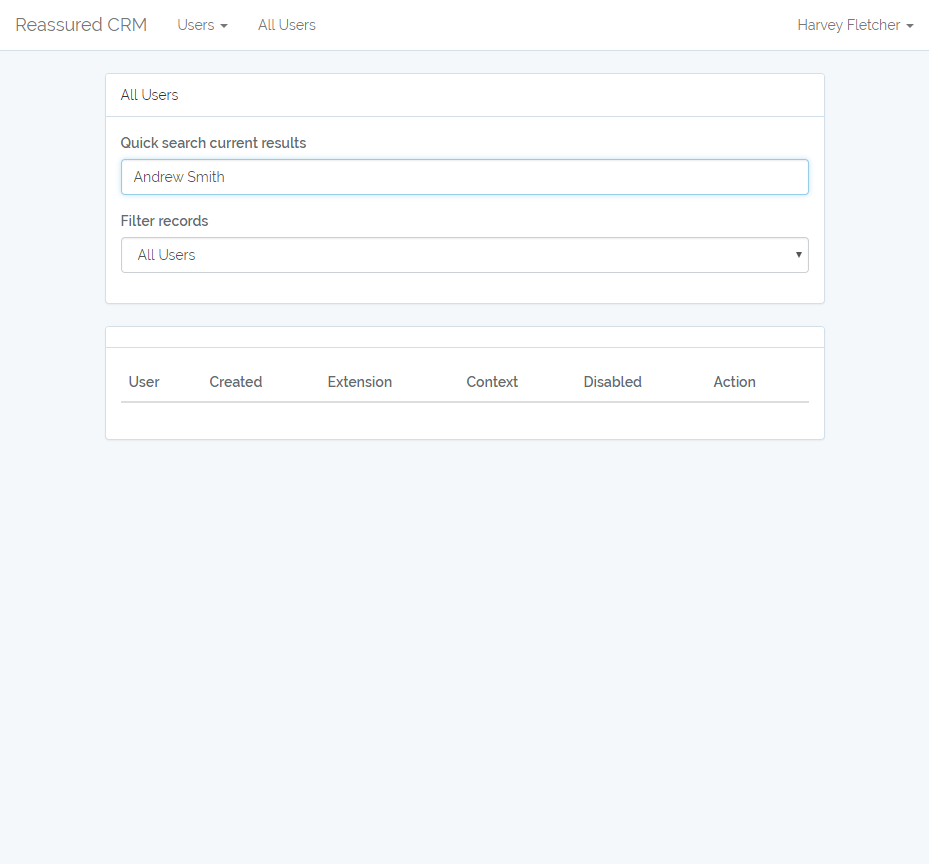 Reassured CRM Users All Users Harvey Fletcher
All Users
Quick search current results
Andrew Smith
Filter records
All Users
User Created Extension Context Disabled Action